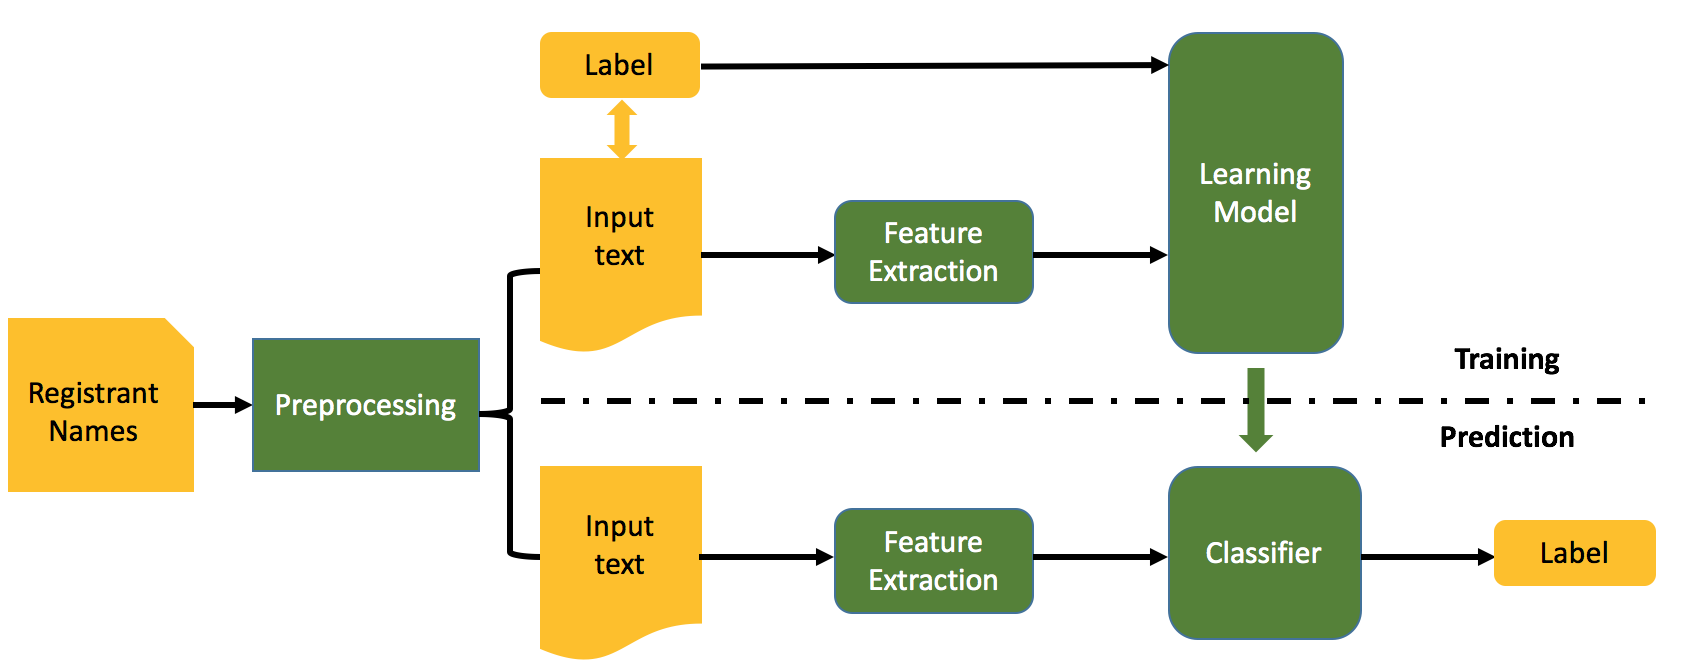 Label
Learning
Model
Input
text
Feature
Extraction
Registrant
Names
Preprocessing
Training
Prediction
Input
text
Feature
Extraction
Classifier
Label